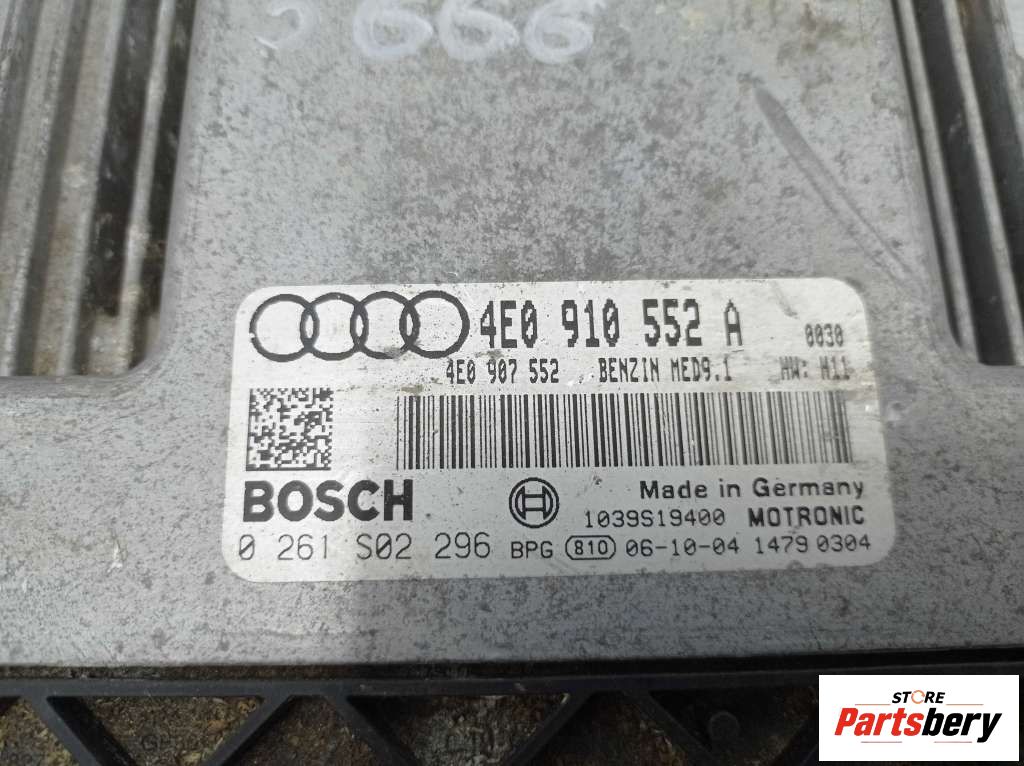 666
4E0 910 552 A 0030
4E0 907 552 BENZIN MED9.1 HW: H11
BOSCH
Made in Germany
1039S19400 MOTRONIC
0 261 S02 296 BPG 810 06-10-04 1479 0304
STORE
Partsbery